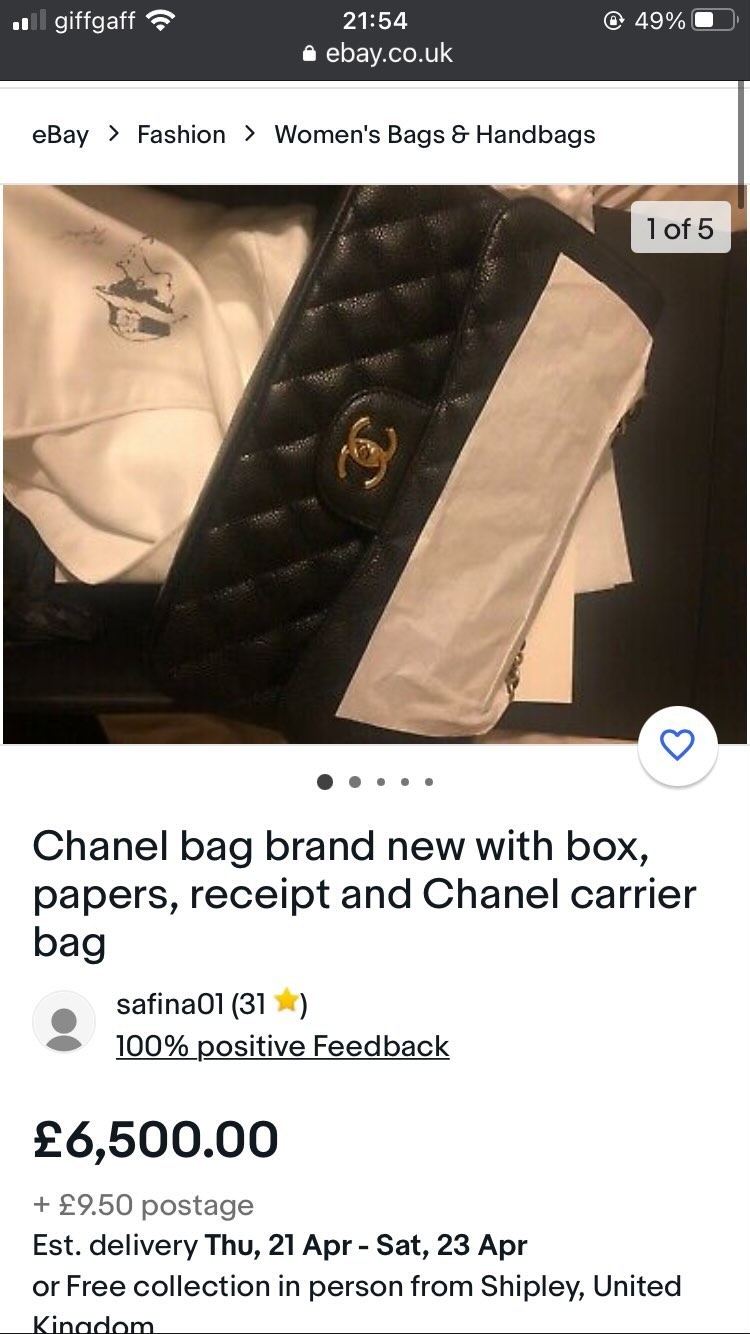 giffgaff 21:54 49%
ebay.co.uk
eBay > Fashion > Women's Bags & Handbags
1 of 5
Chanel bag brand new with box,
papers, receipt and Chanel carrier
bag
safina01 (31 ⭐)
100% positive Feedback
£6,500.00
+ £9.50 postage
Est. delivery Thu, 21 Apr - Sat, 23 Apr
or Free collection in person from Shipley, United
Kingdom